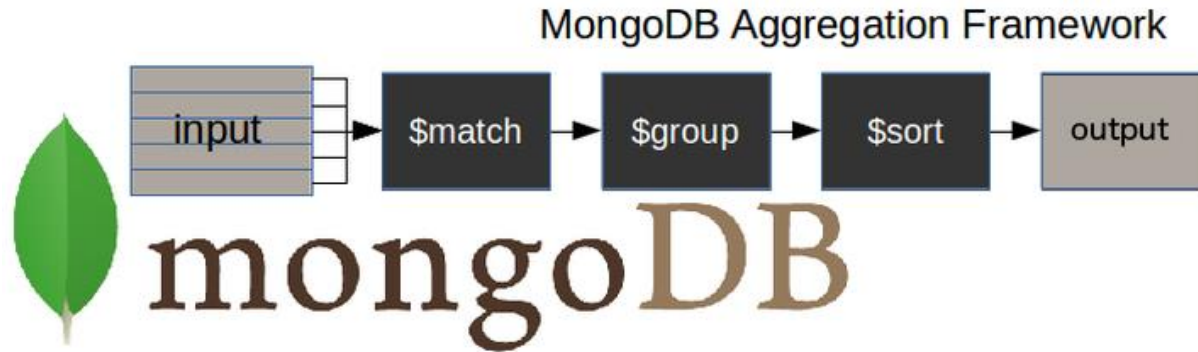 MongoDB Aggregation Framework
input $match $group $sort output
mongoDB